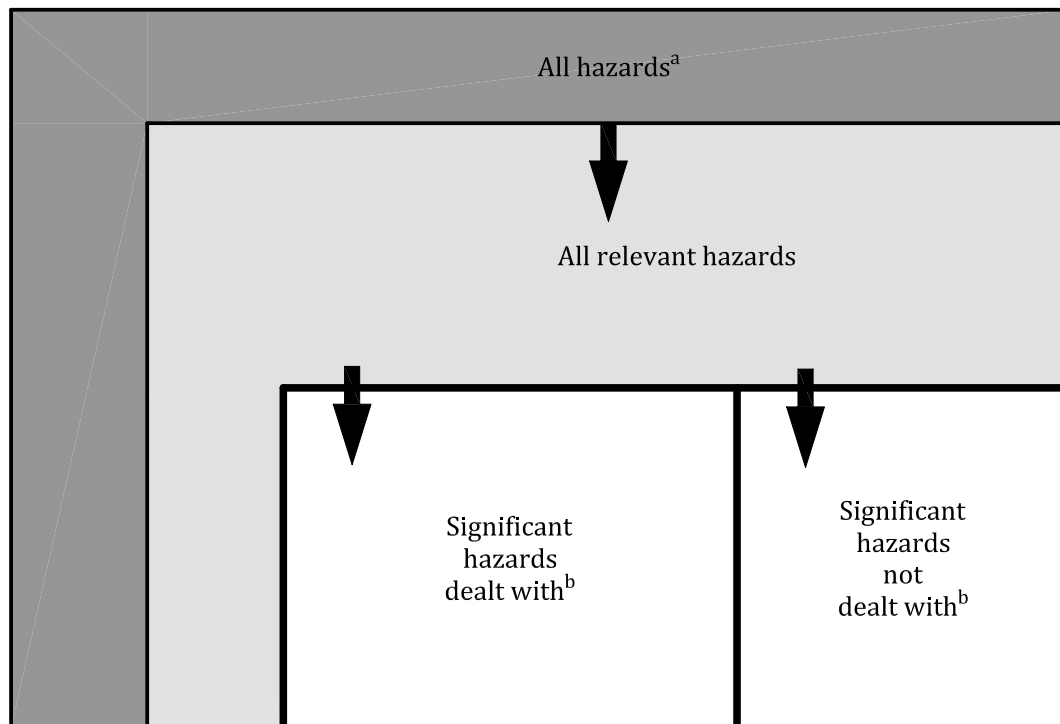 All hazardsᵃ
All relevant hazards
Significant
hazards
dealt withᵇ
Significant
hazards
not
dealt withᵇ